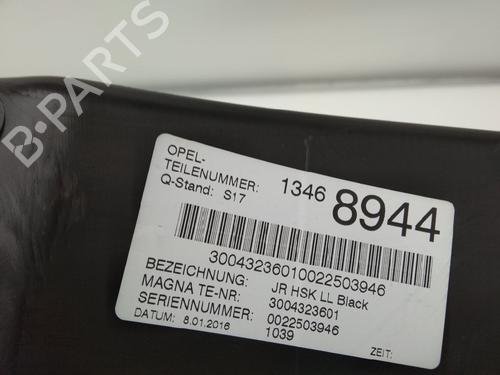 B-PARTS
OPEL-
TEILENUMMER: 1346 8944
Q-Stand: S17
30043236010022503946
BEZEICHNUNG: JR HSK LL Black
MAGNA TE-NR: 3004323601
SERIENNUMMER: 0022503946
DATUM: 8.01.2016 1039 ZEIT: